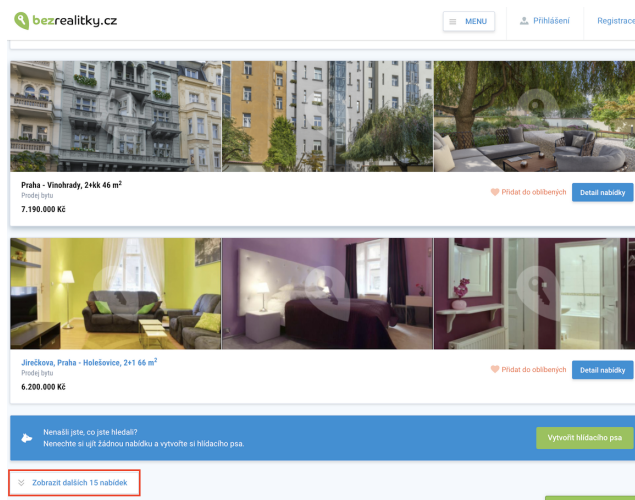 bezrealitky.cz
MENU
Přihlášení
Registrace
Praha - Vinohrady, 2+kk 46 m²
Prodej bytu
Přidat do oblíbených
Detail nabídky
7.190.000 Kč
Jirečkova, Praha - Holešovice, 2+1 66 m²
Prodej bytu
Přidat do oblíbených
Detail nabídky
6.200.000 Kč
Nenašli jste, co jste hledali?
Nenechte si ujít žádnou nabídku a vytvořte si hlídacího psa.
Vytvořit hlídacího psa
Zobrazit dalších 15 nabídek